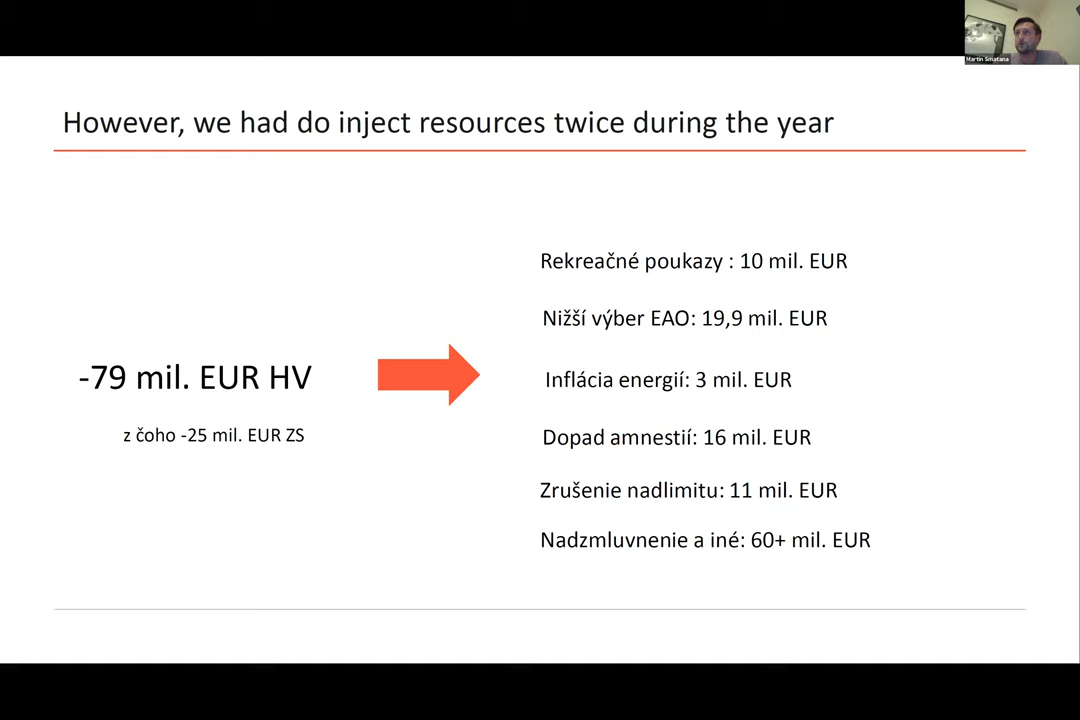 Martin Smatana
However, we had do inject resources twice during the year
Rekreačné poukazy : 10 mil. EUR
Nižší výber EAO: 19,9 mil. EUR
-79 mil. EUR HV
Inflácia energií: 3 mil. EUR
z čoho -25 mil. EUR ZS
Dopad amnestií: 16 mil. EUR
Zrušenie nadlimitu: 11 mil. EUR
Nadzmluvnenie a iné: 60+ mil. EUR